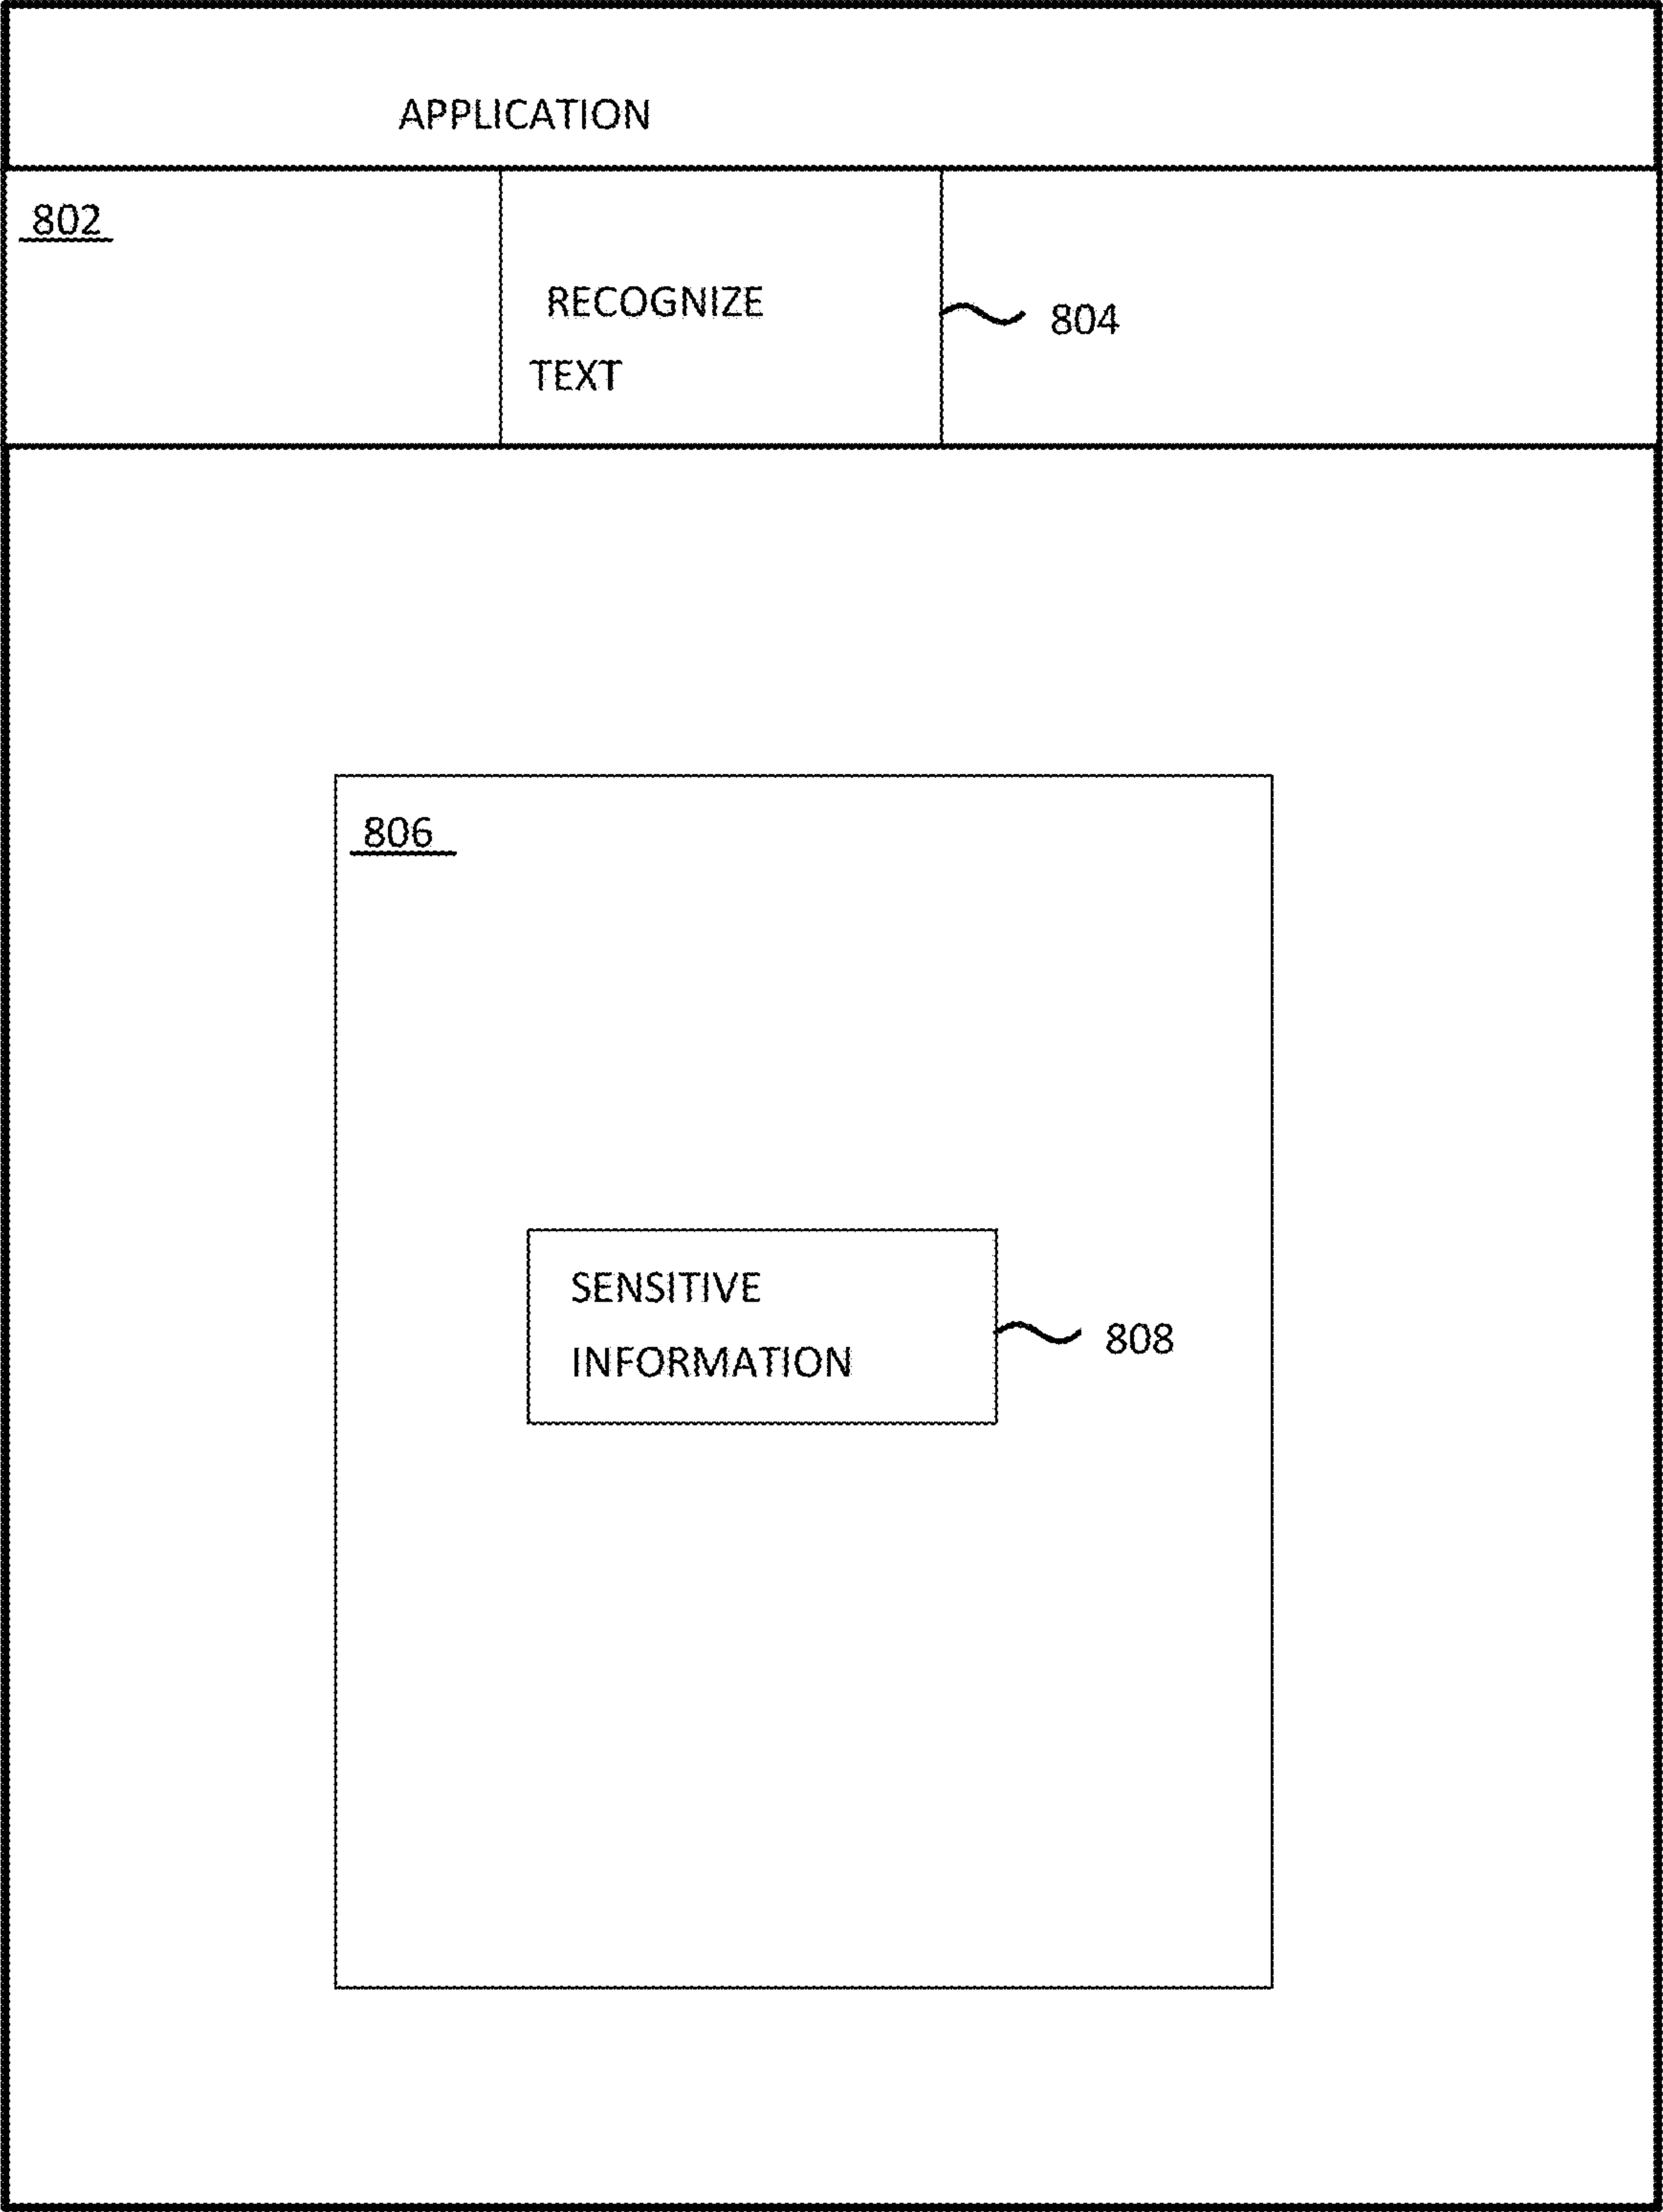 APPLICATION
802
RECOGNIZE
TEXT
804
806
SENSITIVE
INFORMATION
808